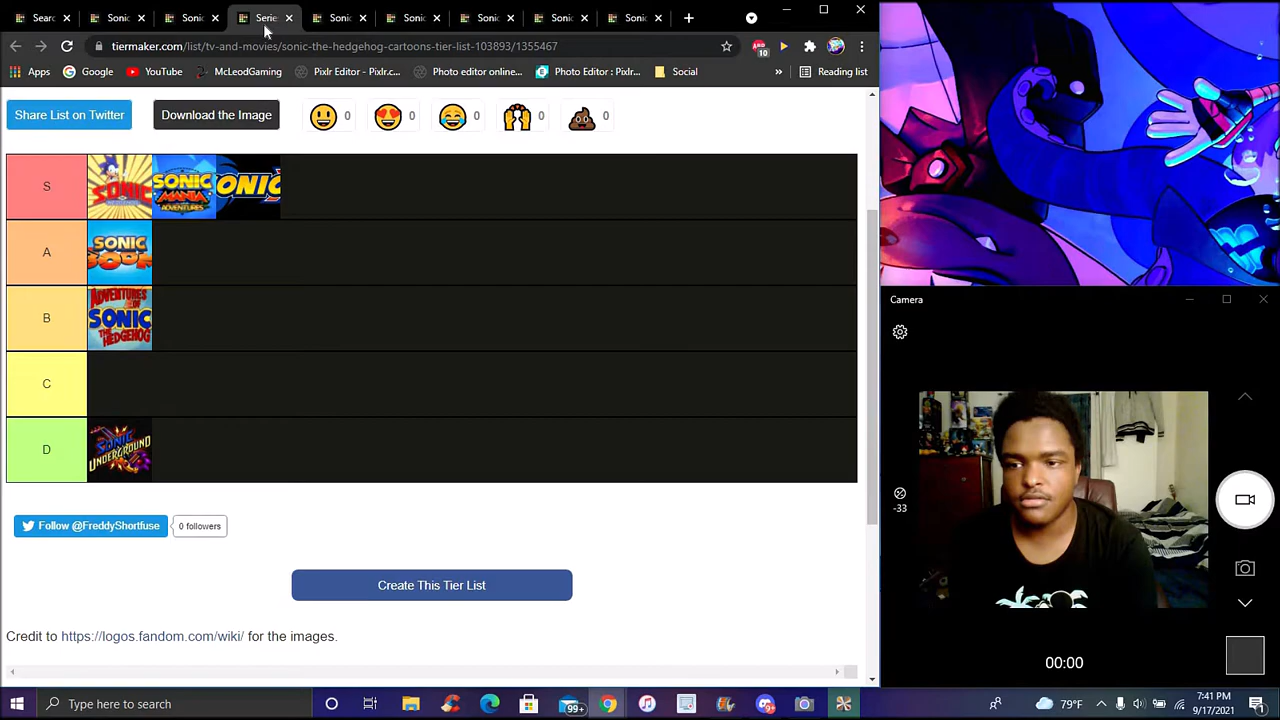 Searc
Sonic
Sonic
Serie
Sonic
Sonic
Sonic
Sonic
Sonic
tiermaker.com/list/tv-and-movies/sonic-the-hedgehog-cartoons-tier-list-103893/1355467
10
Apps
Google
YouTube
McLeodGaming
Pixlr Editor - Pixlr.c...
Photo editor online...
Photo Editor : Pixlr...
Social
»
Reading list
Share List on Twitter
Download the Image
0
0
0
0
0
S
SONIC
SONIC MANIA ADVENTURES
SONIC
A
SONIC BOOM
B
ADVENTURES OF SONIC THE HEDGEHOG
C
D
SONIC UNDERGROUND
Follow @FreddyShortfuse
0 followers
Create This Tier List
Credit to https://logos.fandom.com/wiki/ for the images.
Camera
-33
00:00
Type here to search
99+
79°F
7:41 PM
9/17/2021
1